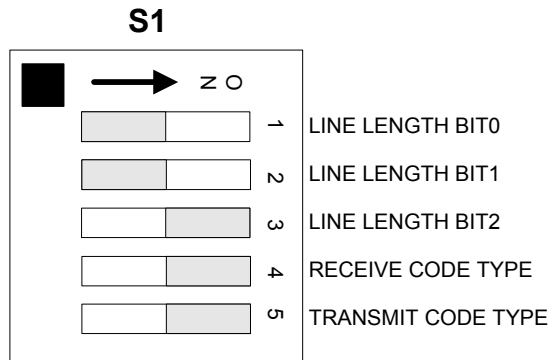 S1
ON
1 LINE LENGTH BIT0
2 LINE LENGTH BIT1
3 LINE LENGTH BIT2
4 RECEIVE CODE TYPE
5 TRANSMIT CODE TYPE